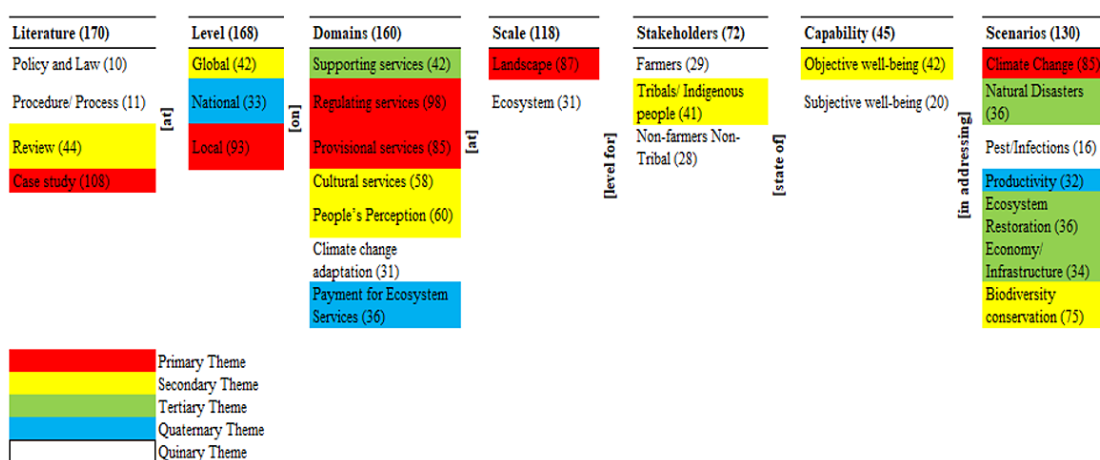 Literature (170)
Policy and Law (10)
Procedure/ Process (11)
Review (44)
Case study (108)
[at]
Level (168)
Global (42)
National (33)
Local (93)
[on]
Domains (160)
Supporting services (42)
Regulating services (98)
Provisional services (85)
Cultural services (58)
People's Perception (60)
Climate change
adaptation (31)
Payment for Ecosystem
Services (36)
[at]
Scale (118)
Landscape (87)
Ecosystem (31)
[level for]
Stakeholders (72)
Farmers (29)
Tribals/ Indigenous
people (41)
Non-farmers Non-
Tribal (28)
[state of]
Capability (45)
Objective well-being (42)
Subjective well-being (20)
[in addressing]
Scenarios (130)
Climate Change (85)
Natural Disasters
(36)
Pest/Infections (16)
Productivity (32)
Ecosystem
Restoration (36)
Economy/
Infrastructure (34)
Biodiversity
conservation (75)
Primary Theme
Secondary Theme
Tertiary Theme
Quaternary Theme
Quinary Theme